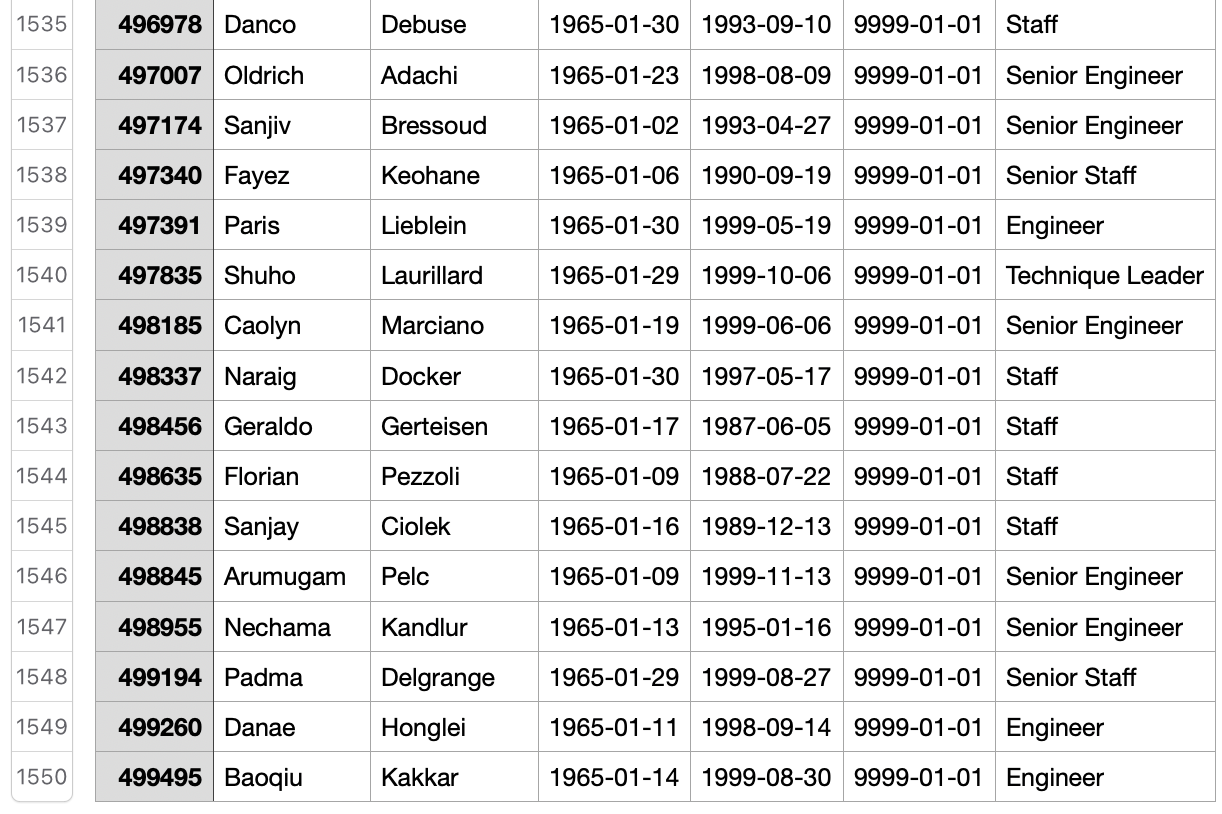 1535 496978 Danco Debuse 1965-01-30 1993-09-10 9999-01-01 Staff
1536 497007 Oldrich Adachi 1965-01-23 1998-08-09 9999-01-01 Senior Engineer
1537 497174 Sanjiv Bressoud 1965-01-02 1993-04-27 9999-01-01 Senior Engineer
1538 497340 Fayez Keohane 1965-01-06 1990-09-19 9999-01-01 Senior Staff
1539 497391 Paris Lieblein 1965-01-30 1999-05-19 9999-01-01 Engineer
1540 497835 Shuho Laurillard 1965-01-29 1999-10-06 9999-01-01 Technique Leader
1541 498185 Caolyn Marciano 1965-01-19 1999-06-06 9999-01-01 Senior Engineer
1542 498337 Naraig Docker 1965-01-30 1997-05-17 9999-01-01 Staff
1543 498456 Geraldo Gerteisen 1965-01-17 1987-06-05 9999-01-01 Staff
1544 498635 Florian Pezzoli 1965-01-09 1988-07-22 9999-01-01 Staff
1545 498838 Sanjay Ciolek 1965-01-16 1989-12-13 9999-01-01 Staff
1546 498845 Arumugam Pelc 1965-01-09 1999-11-13 9999-01-01 Senior Engineer
1547 498955 Nechama Kandlur 1965-01-13 1995-01-16 9999-01-01 Senior Engineer
1548 499194 Padma Delgrange 1965-01-29 1999-08-27 9999-01-01 Senior Staff
1549 499260 Danae Honglei 1965-01-11 1998-09-14 9999-01-01 Engineer
1550 499495 Baoqiu Kakkar 1965-01-14 1999-08-30 9999-01-01 Engineer